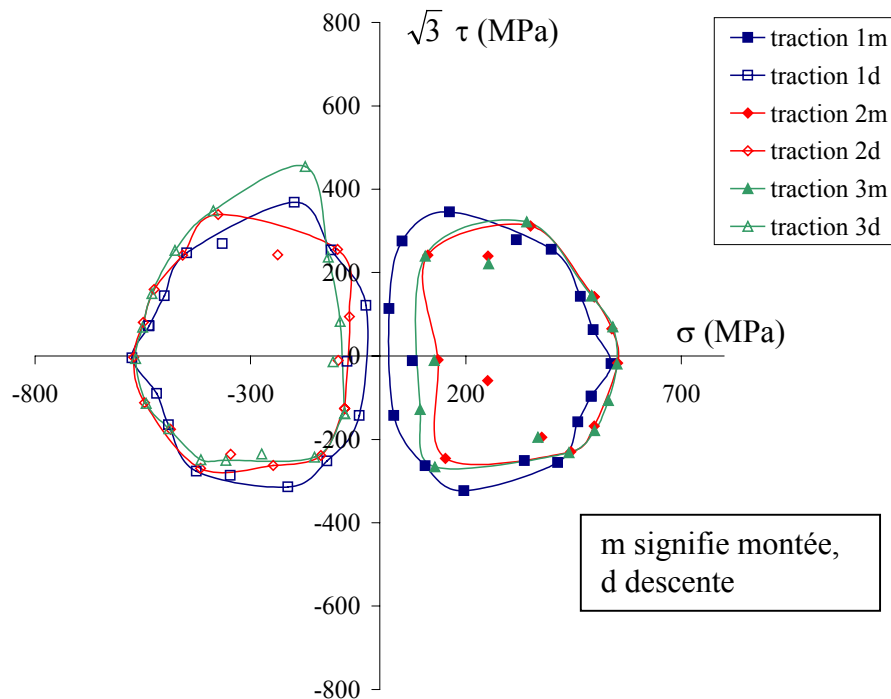 800
√3 τ (MPa)
traction 1m
traction 1d
traction 2m
traction 2d
traction 3m
traction 3d
600
400
200
σ (MPa)
0
-800
-300
200
700
-200
-400
m signifie montée,
d descente
-600
-800